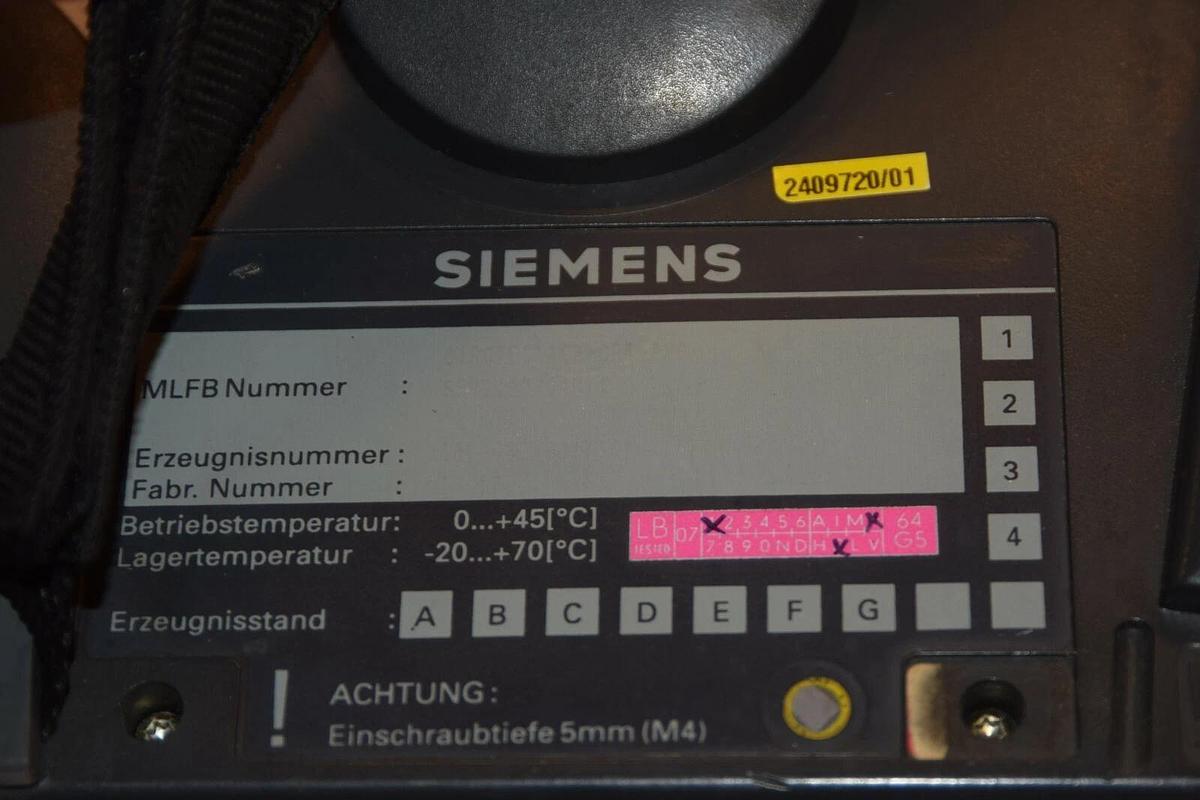 2409720/01
SIEMENS
MLFB Nummer :
Erzeugnisnummer :
Fabr. Nummer :
1
2
3
4
Betriebstemperatur: 0...+45[°C]
Lagertemperatur : -20...+70[°C]
LB 07 2 3 4 5 6 A I M 64
TESTED 7 8 9 0 N D H L V G5
Erzeugnisstand : A B C D E F G
! ACHTUNG:
Einschraubtiefe 5mm (M4)